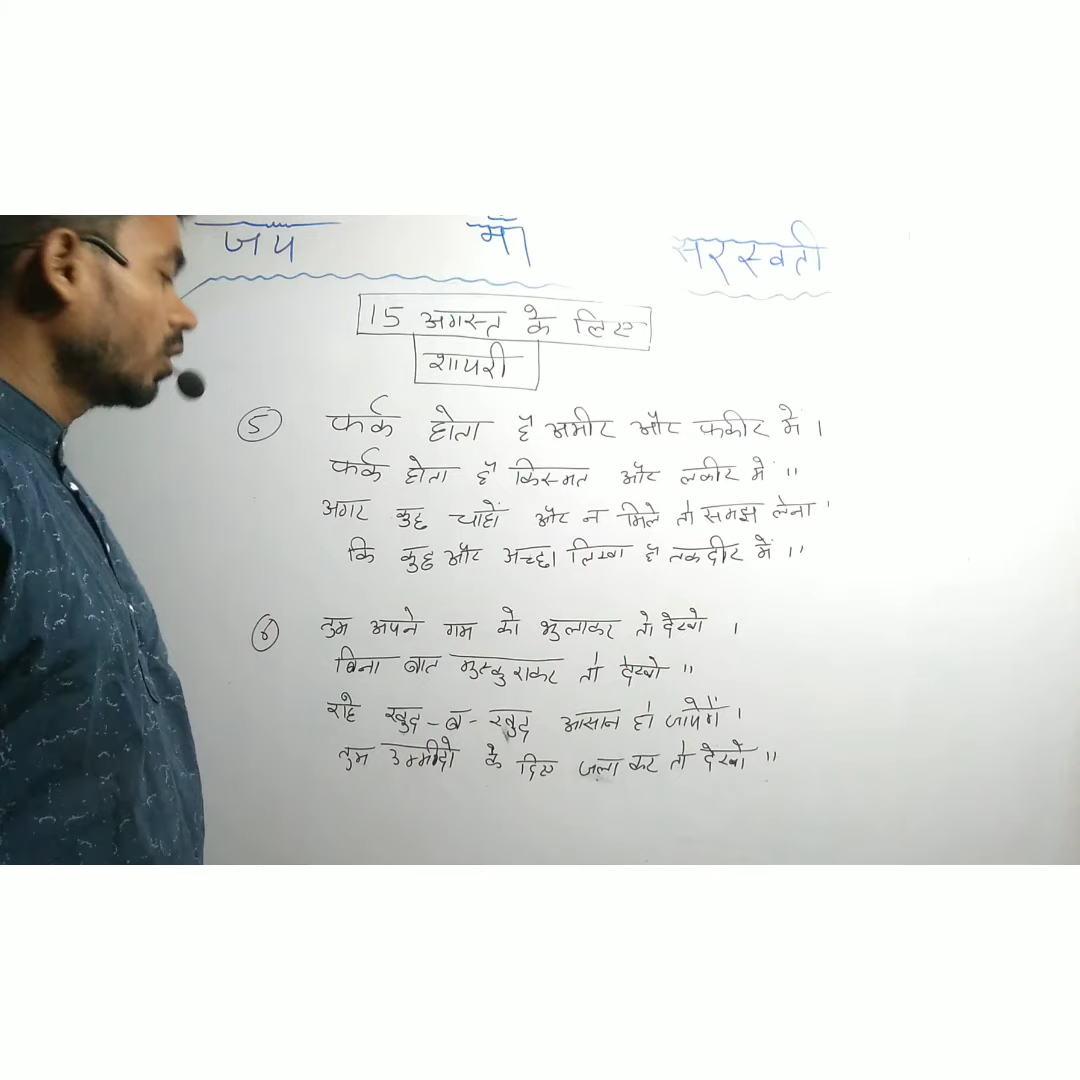 जय माँ सरस्वती
15 अगस्त के लिए
शायरी
5 फर्क होता है अमीर और फकीर में ।
फर्क होता है किस्मत और लकीर में ॥
अगर कुछ चाहों और न मिले तो समझ लेना ।
कि कुछ और अच्छा लिखा है तकदीर में ॥
6 तुम अपने गम को भुलाकर तो देखो ।
बिना बात मुस्कुराकर तो देखो ॥
राहे खुद-ब-खुद आसान हो जायेगें ।
तुम उम्मीदो के दिए जला कर तो देखो ॥